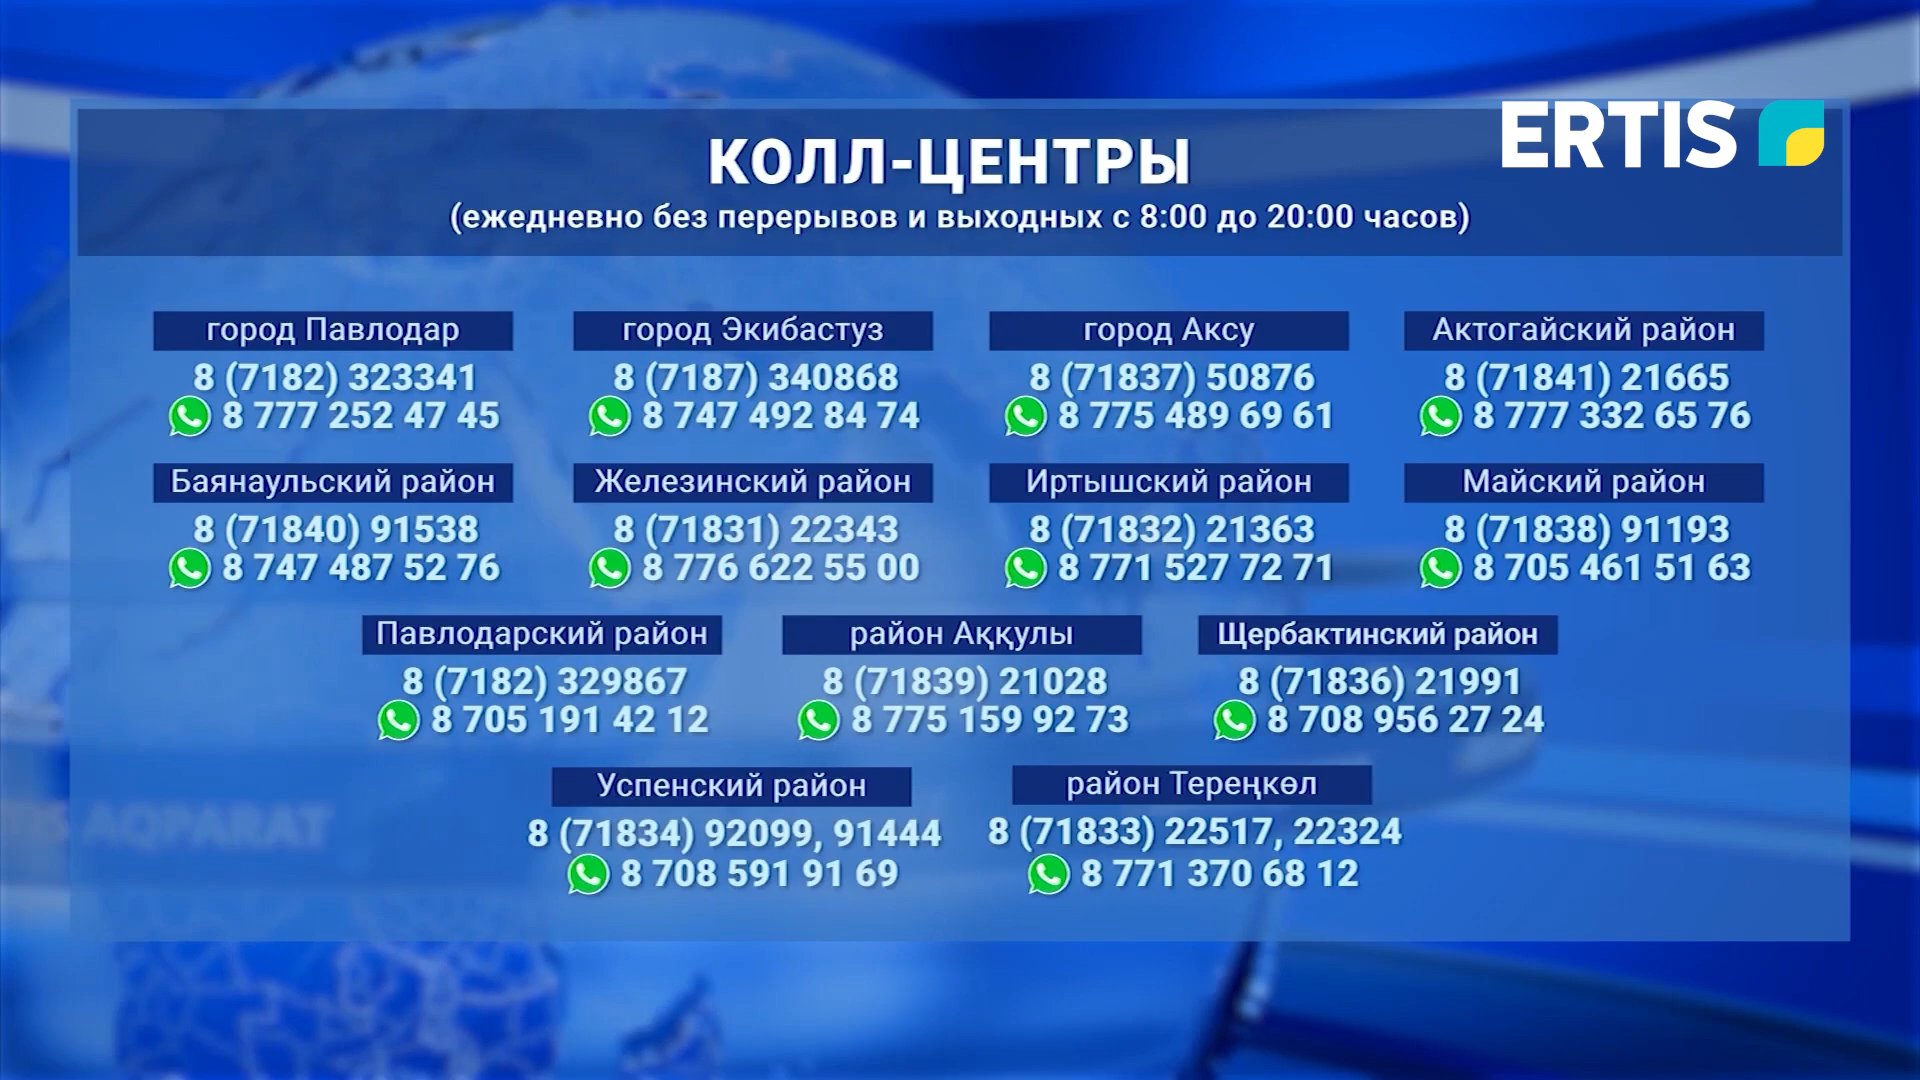 ERTIS
КОЛЛ-ЦЕНТРЫ
(ежедневно без перерывов и выходных с 8:00 до 20:00 часов)
город Павлодар
8 (7182) 323341
8 777 252 47 45
город Экибастуз
8 (7187) 340868
8 747 492 84 74
город Аксу
8 (71837) 50876
8 775 489 69 61
Актогайский район
8 (71841) 21665
8 777 332 65 76
Баянаульский район
8 (71840) 91538
8 747 487 52 76
Железинский район
8 (71831) 22343
8 776 622 55 00
Иртышский район
8 (71832) 21363
8 771 527 72 71
Майский район
8 (71838) 91193
8 705 461 51 63
Павлодарский район
8 (7182) 329867
8 705 191 42 12
район Аққулы
8 (71839) 21028
8 775 159 92 73
Щербактинский район
8 (71836) 21991
8 708 956 27 24
Успенский район
8 (71834) 92099, 91444
8 708 591 91 69
район Тереңкөл
8 (71833) 22517, 22324
8 771 370 68 12
AQPARAT